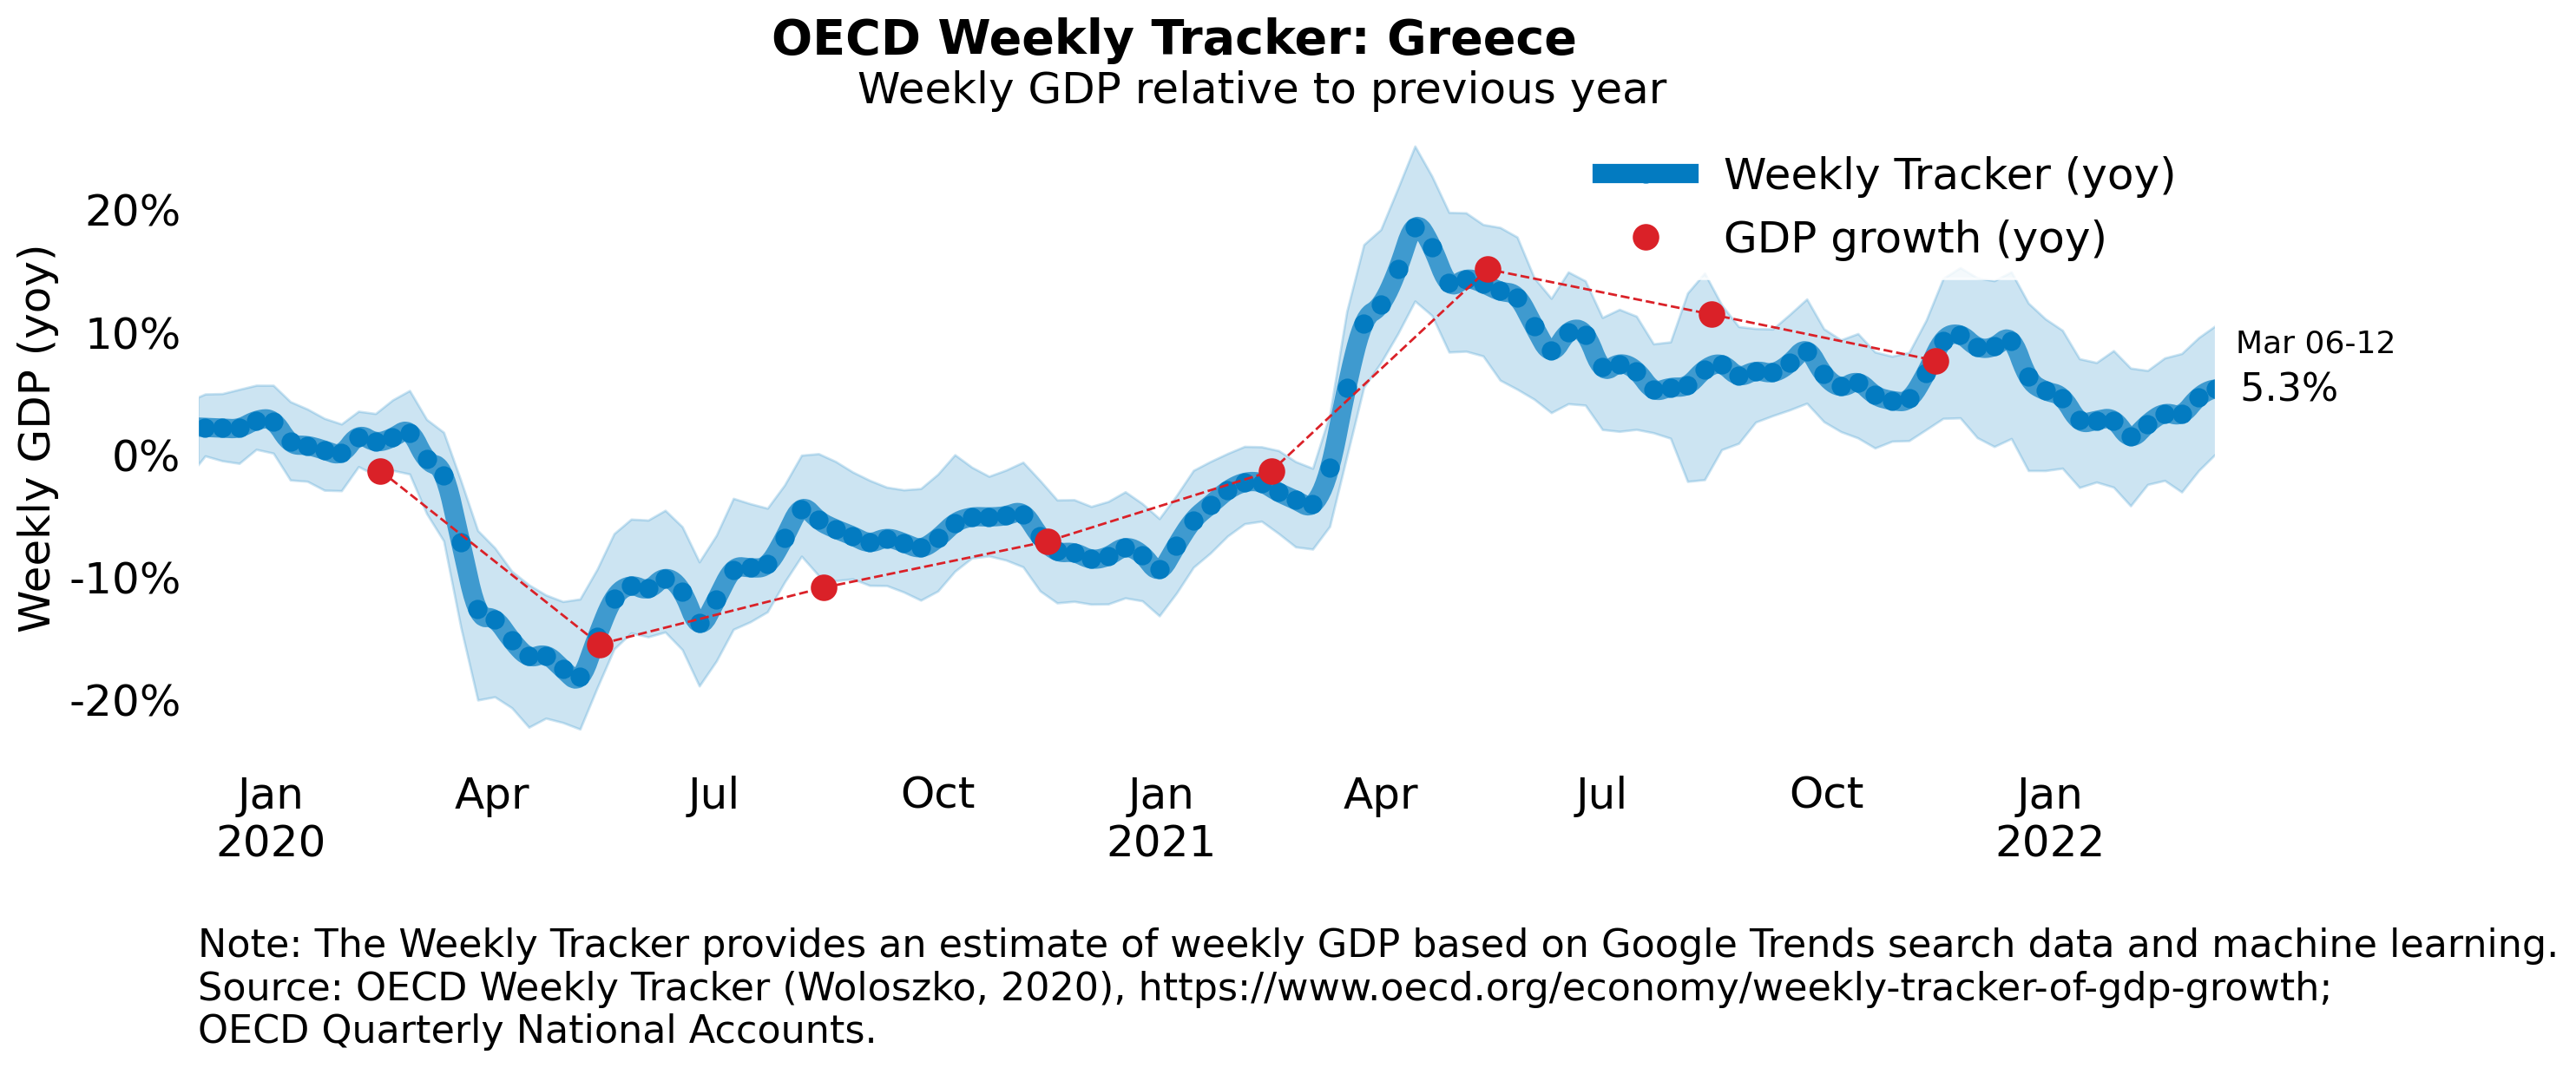 OECD Weekly Tracker: Greece
Weekly GDP relative to previous year
Weekly Tracker (yoy)
GDP growth (yoy)
Weekly GDP (yoy)
20%
10%
0%
-10%
-20%
Mar 06-12
5.3%
Jan Apr Jul Oct Jan Apr Jul Oct Jan
2020 2021 2022
Note: The Weekly Tracker provides an estimate of weekly GDP based on Google Trends search data and machine learning.
Source: OECD Weekly Tracker (Woloszko, 2020), https://www.oecd.org/economy/weekly-tracker-of-gdp-growth;
OECD Quarterly National Accounts.